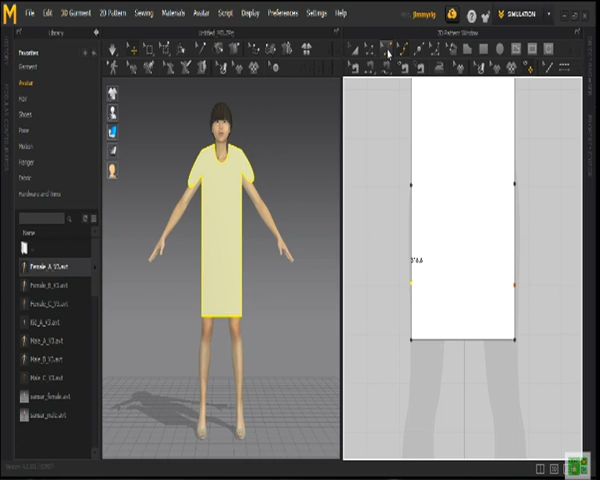 M File Edit 3D Garment 2D Pattern Sewing Materials Avatar Script Display Preferences Settings Help
SIMULATION
Library
2D Pattern Window
Favorites
Garment
Avatar
Hair
Shoes
Pose
Motion
Hanger
Fabric
Hardware and Trims
Name
..
Female_A_V3.avt
Female_B_V3.avt
Female_C_V3.avt
Kid_A_V3.avt
Male_A_V3.avt
Male_B_V3.avt
Male_C_V3.avt